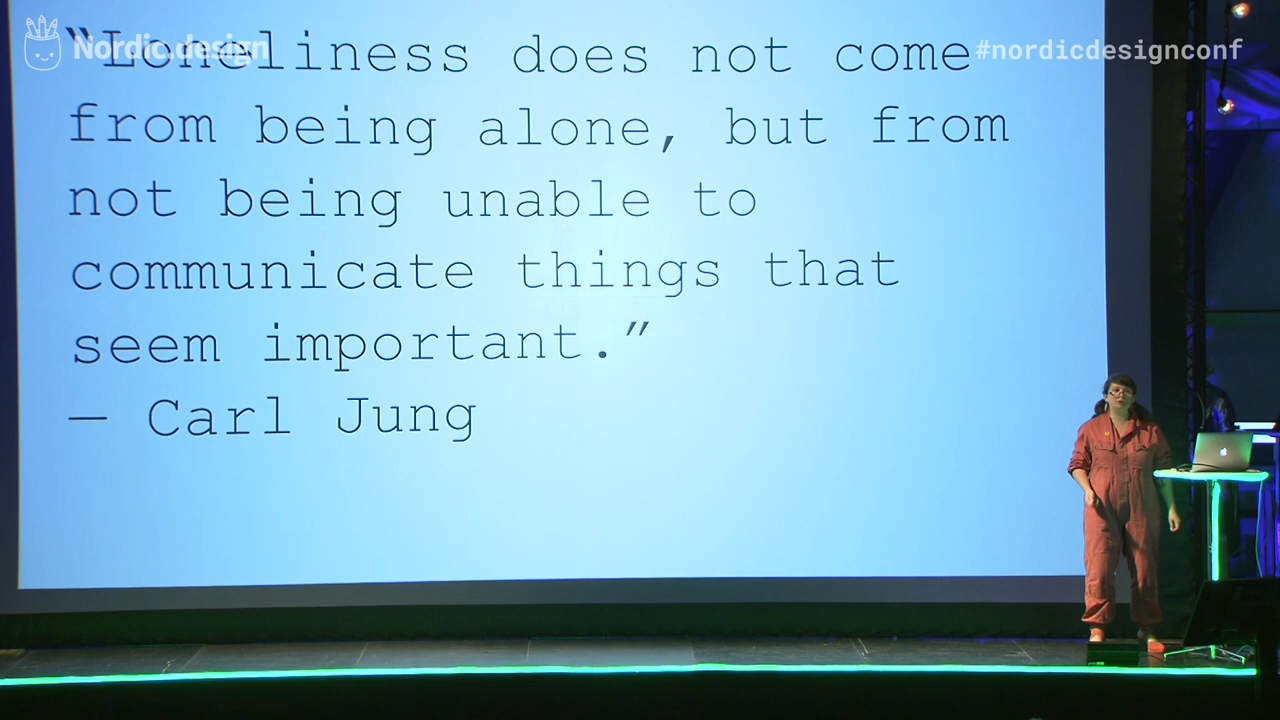 Nordic.design
#nordicdesignconf
“Loneliness does not come
from being alone, but from
not being unable to
communicate things that
seem important.”
— Carl Jung